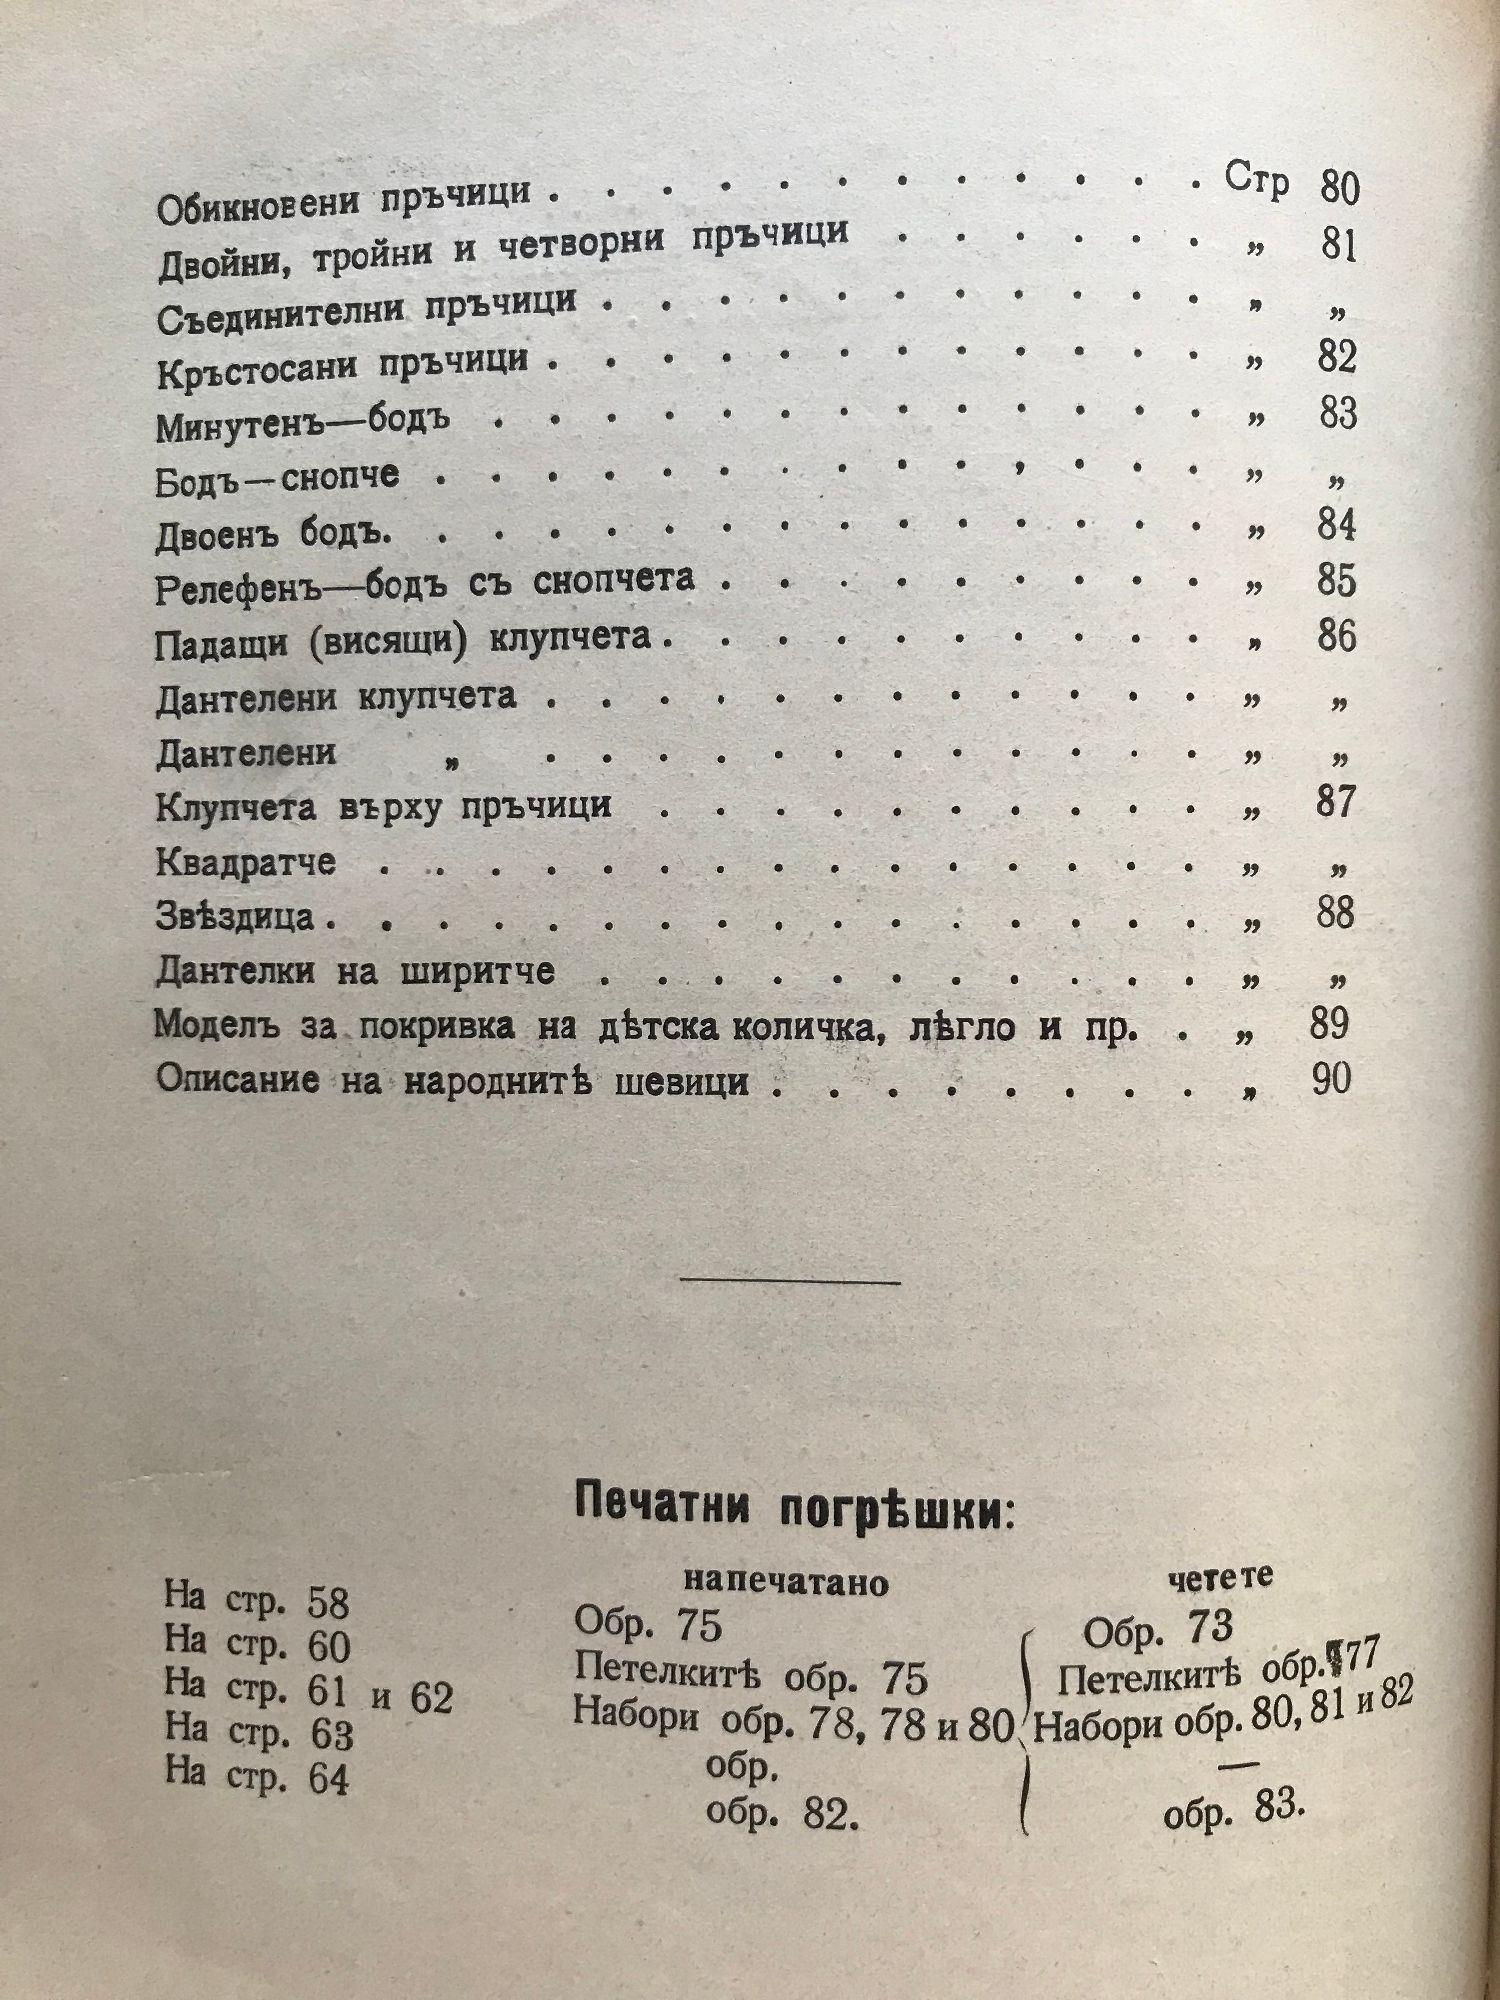 Обикновени пръчици . . . . . . . . . . . . Стр 80
Двойни, тройни и четворни пръчици . . . . . . „ 81
Съединителни пръчици . . . . . . . . . . . „ „
Кръстосани пръчици . . . . . . . . . . . . „ 82
Минутенъ—бодъ . . . . . . . . . . . . . „ 83
Бодъ—снопче . . . . . . . . . . . . . . „ „
Двоенъ бодъ. . . . . . . . . . . . . . . „ 84
Релефенъ—бодъ съ снопчета . . . . . . . . . „ 85
Падащи (висящи) клупчета . . . . . . . . . . „ 86
Дантелени клупчета . . . . . . . . . . . . „ „
Дантелени „ . . . . . . . . . . . . „ „
Клупчета върху пръчици . . . . . . . . . . „ 87
Квадратче . . . . . . . . . . . . . . . „ „
Звѣздица . . . . . . . . . . . . . . . . „ 88
Дантелки на ширитче . . . . . . . . . . . „ „
Моделъ за покривка на дѣтска количка, лѣгло и пр. . „ 89
Описание на народнитѣ шевици . . . . . . . . „ 90
Печатни погрѣшки:
напечатано четете
На стр. 58 Обр. 75 Обр. 73
На стр. 60 Петелкитѣ обр. 75 Петелкитѣ обр. 77
На стр. 61 и 62 Набори обр. 78, 78 и 80 Набори обр. 80, 81 и 82
На стр. 63 обр. —
На стр. 64 обр. 82. обр. 83.